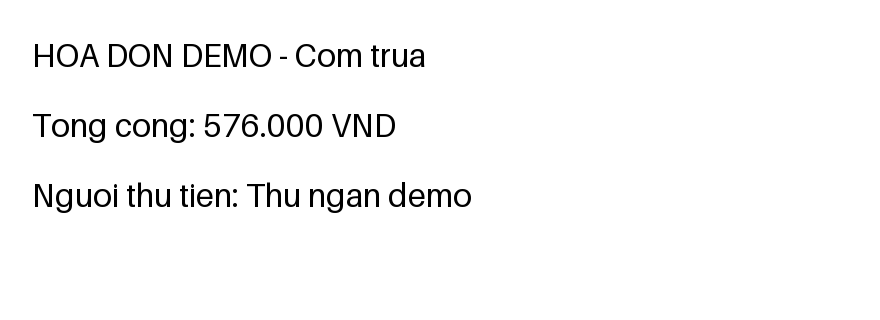 HOA DON DEMO - Com trua
Tong cong: 576.000 VND
Nguoi thu tien: Thu ngan demo